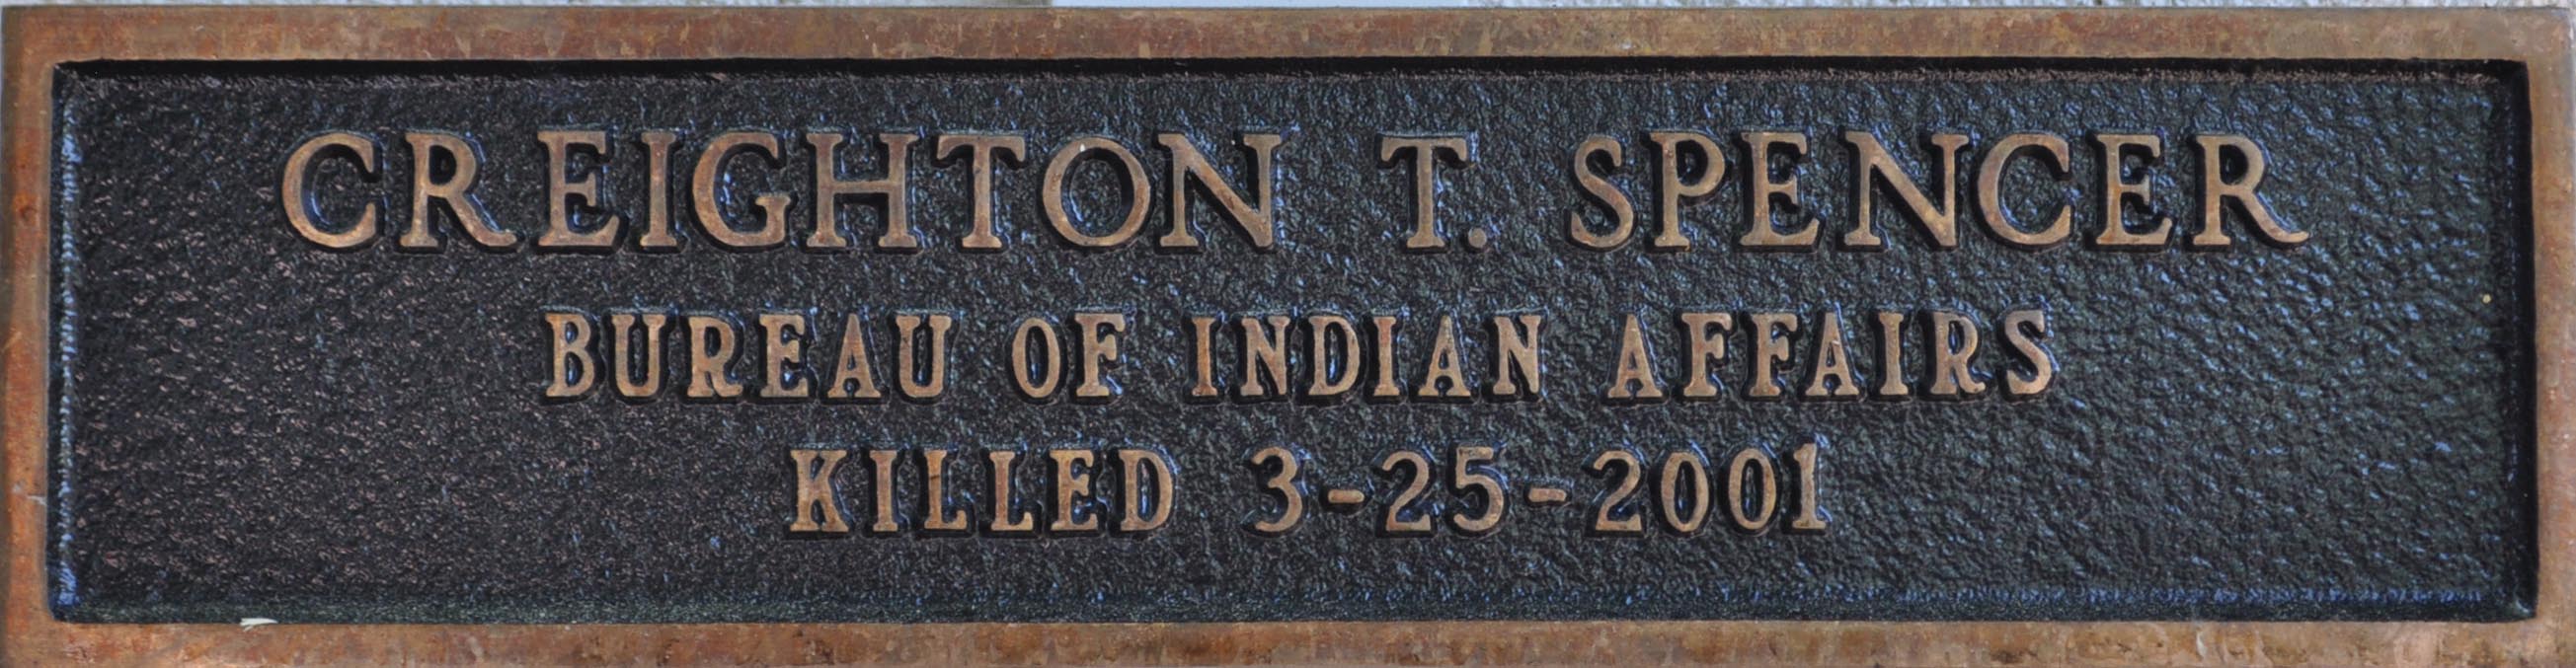 CREIGHTON T. SPENCER
BUREAU OF INDIAN AFFAIRS
KILLED 3-25-2001